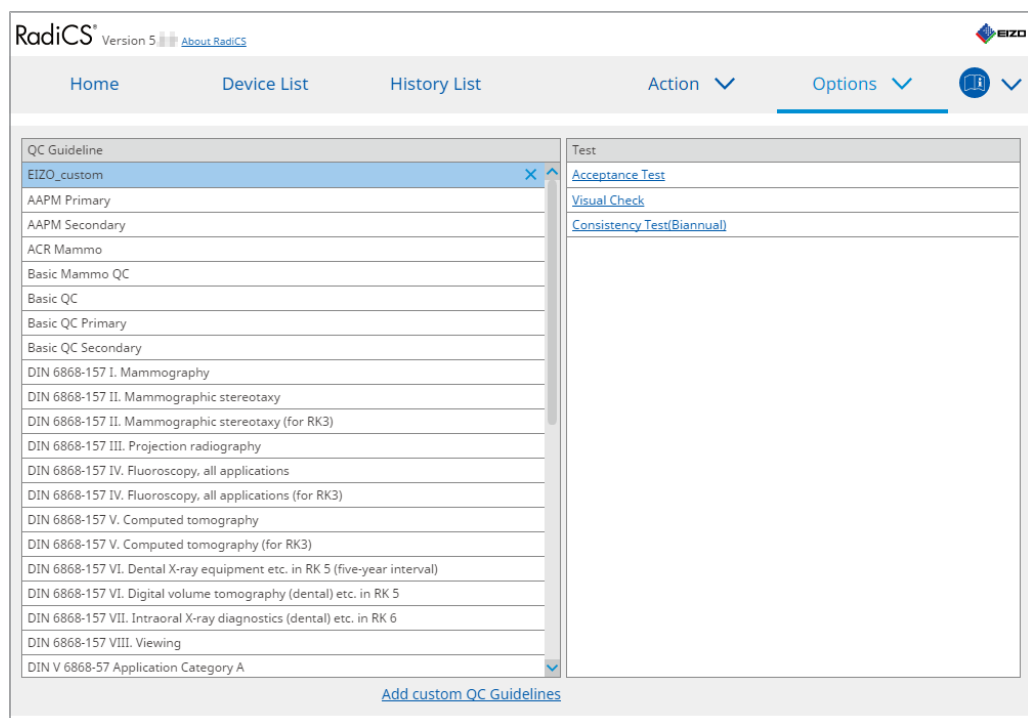 RadiCS® Version 5. About RadiCS
EIZO
Home Device List History List Action Options
QC Guideline Test
EIZO_custom Acceptance Test
AAPM Primary Visual Check
AAPM Secondary Consistency Test(Biannual)
ACR Mammo
Basic Mammo QC
Basic QC
Basic QC Primary
Basic QC Secondary
DIN 6868-157 I. Mammography
DIN 6868-157 II. Mammographic stereotaxy
DIN 6868-157 II. Mammographic stereotaxy (for RK3)
DIN 6868-157 III. Projection radiography
DIN 6868-157 IV. Fluoroscopy, all applications
DIN 6868-157 IV. Fluoroscopy, all applications (for RK3)
DIN 6868-157 V. Computed tomography
DIN 6868-157 V. Computed tomography (for RK3)
DIN 6868-157 VI. Dental X-ray equipment etc. in RK 5 (five-year interval)
DIN 6868-157 VI. Digital volume tomography (dental) etc. in RK 5
DIN 6868-157 VII. Intraoral X-ray diagnostics (dental) etc. in RK 6
DIN 6868-157 VIII. Viewing
DIN V 6868-57 Application Category A
Add custom QC Guidelines